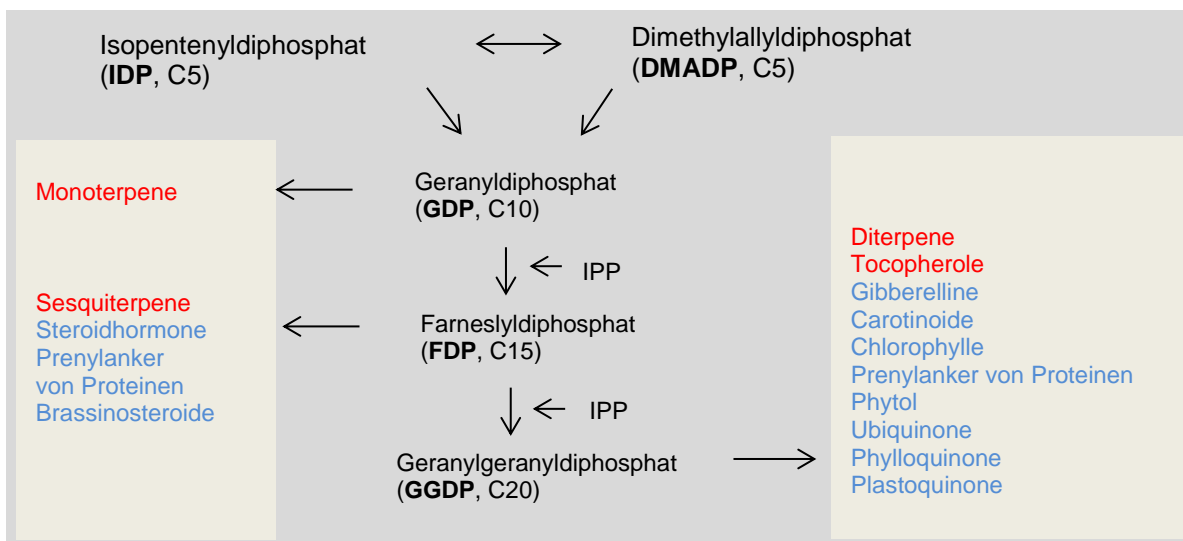 Isopentenyldiphosphat
(IDP, C5)
Dimethylallyldiphosphat
(DMADP, C5)
Monoterpene
Geranyldiphosphat
(GDP, C10)
IPP
Sesquiterpene
Steroidhormone
Prenylanker
von Proteinen
Brassinosteroide
Farneslyldiphosphat
(FDP, C15)
IPP
Geranylgeranyldiphosphat
(GGDP, C20)
Diterpene
Tocopherole
Gibberelline
Carotinoide
Chlorophylle
Prenylanker von Proteinen
Phytol
Ubiquinone
Phylloquinone
Plastoquinone